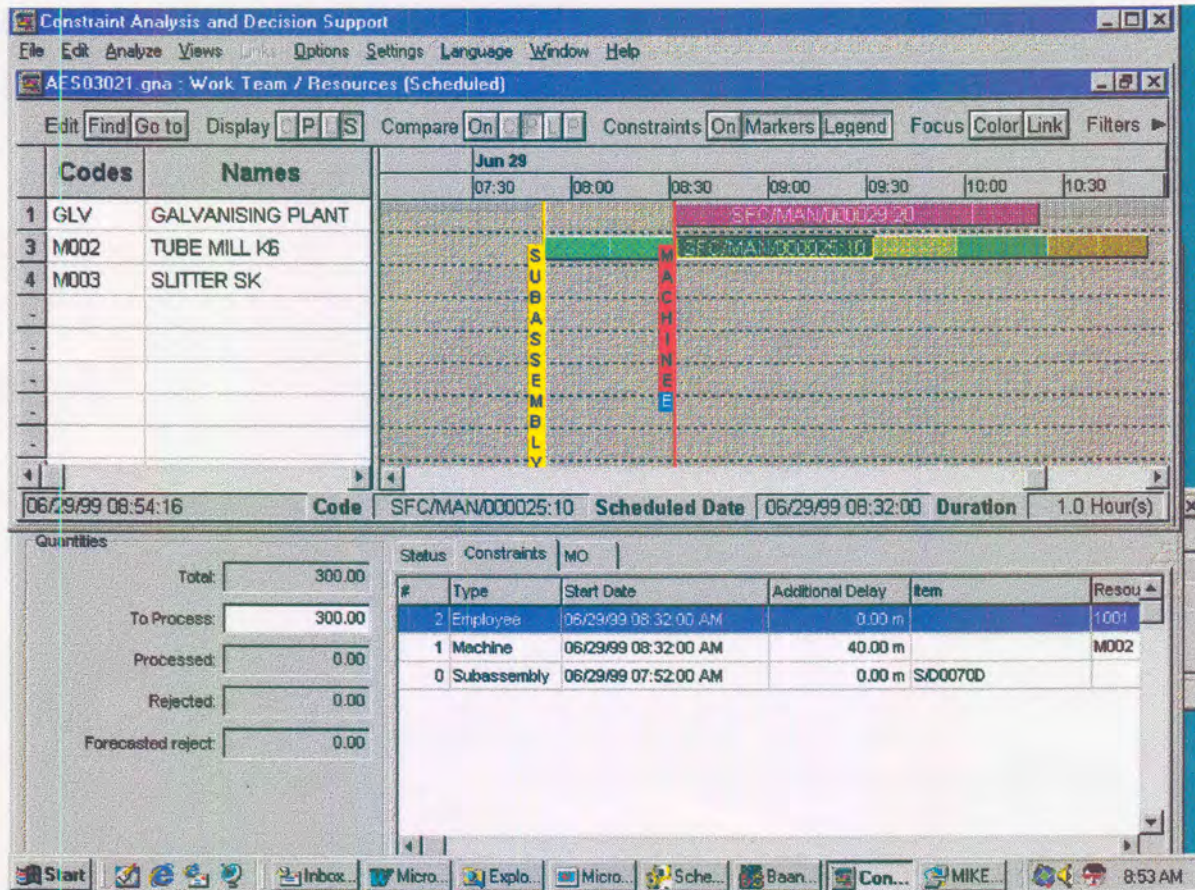 Constraint Analysis and Decision Support
File Edit Analyze Views Links Options Settings Language Window Help
AES03021.gna : Work Team / Resources (Scheduled)
Edit Find Go to Display C P L S Compare On C P L A Constraints On Markers Legend Focus Color Link Filters
Codes Names
Jun 29
07:30 08:00 08:30 09:00 09:30 10:00 10:30
1 GLV GALVANISING PLANT SFC/MAN/000029:20
3 M002 TUBE MILL K6 SFC/MAN/000025:10
4 M003 SLITTER SK
SUBASSEMBLY
MACHINE
E
06/29/99 08:54:16 Code SFC/MAN/000025:10 Scheduled Date 06/29/99 08:32:00 Duration 1.0 Hour(s)
Quantities
Total: 300.00
To Process: 300.00
Processed: 0.00
Rejected: 0.00
Forecasted reject: 0.00
Status Constraints MO
# Type Start Date Additional Delay Item Resou
2 Employee 06/29/99 08:32:00 AM 0.00 m 1001
1 Machine 06/29/99 08:32:00 AM 40.00 m M002
0 Subassembly 06/29/99 07:52:00 AM 0.00 m S/D0070D
Start Inbox... Micro... Explo... Micro... Sche... Baan... Con... MIKE... 8:53 AM